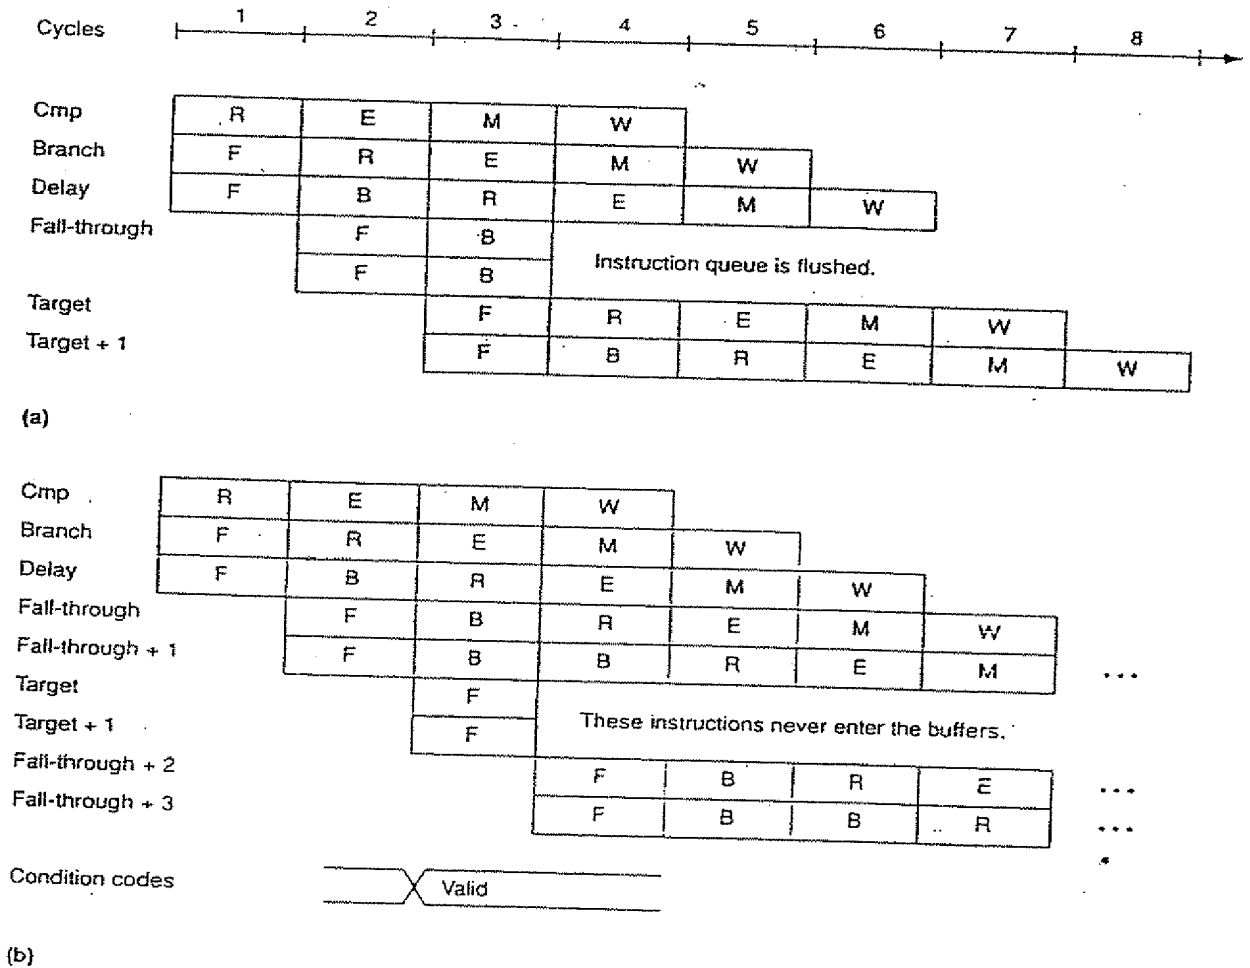 Cycles 1 2 3 4 5 6 7 8
Cmp R E M W
Branch F R E M W
Delay F B R E M W
Fall-through F B
Instruction queue is flushed.
F B
Target F R E M W
Target + 1 F B R E M W
(a)
Cmp R E M W
Branch F R E M W
Delay F B R E M W
Fall-through F B R E M W
Fall-through + 1 F B B R E M ...
Target F
These instructions never enter the buffers.
Target + 1 F
Fall-through + 2 F B R E ...
Fall-through + 3 F B B R ...
Condition codes Valid
(b)